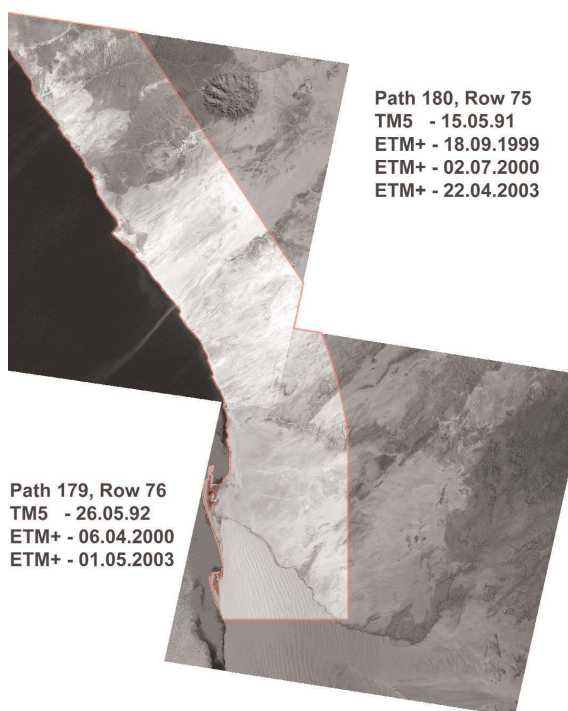 Path 180, Row 75
TM5 - 15.05.91
ETM+ - 18.09.1999
ETM+ - 02.07.2000
ETM+ - 22.04.2003
Path 179, Row 76
TM5 - 26.05.92
ETM+ - 06.04.2000
ETM+ - 01.05.2003